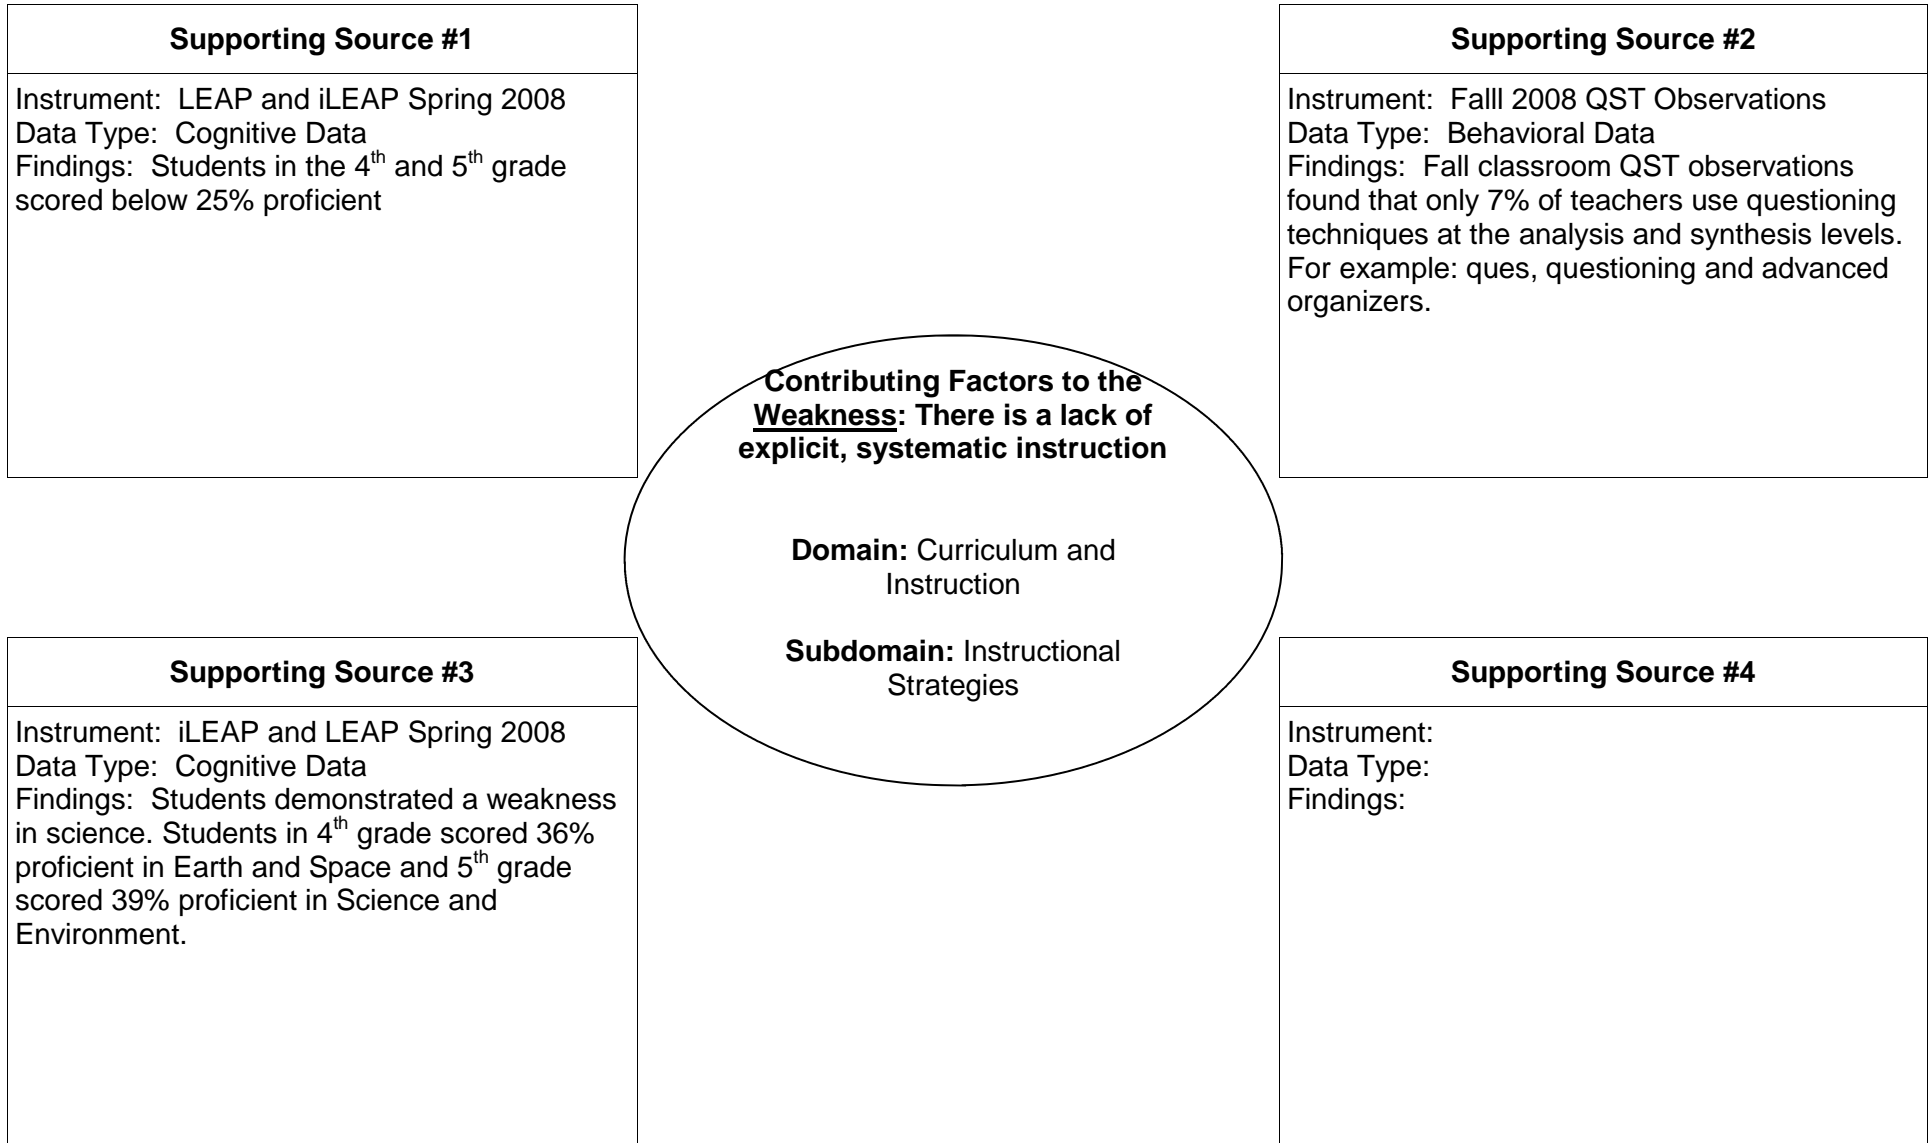 Supporting Source #1
Instrument:  LEAP and iLEAP Spring 2008
Data Type:  Cognitive Data
Findings:  Students in the 4th and 5th grade
scored below 25% proficient
Supporting Source #2
Instrument:  Falll 2008 QST Observations
Data Type:  Behavioral Data
Findings:  Fall classroom QST observations
found that only 7% of teachers use questioning
techniques at the analysis and synthesis levels.
For example: ques, questioning and advanced
organizers.
Contributing Factors to the
Weakness: There is a lack of
explicit, systematic instruction
Domain: Curriculum and
Instruction
Subdomain: Instructional
Strategies
Supporting Source #3
Instrument:  iLEAP and LEAP Spring 2008
Data Type:  Cognitive Data
Findings:  Students demonstrated a weakness
in science. Students in 4th grade scored 36%
proficient in Earth and Space and 5th grade
scored 39% proficient in Science and
Environment.
Supporting Source #4
Instrument:
Data Type:
Findings: